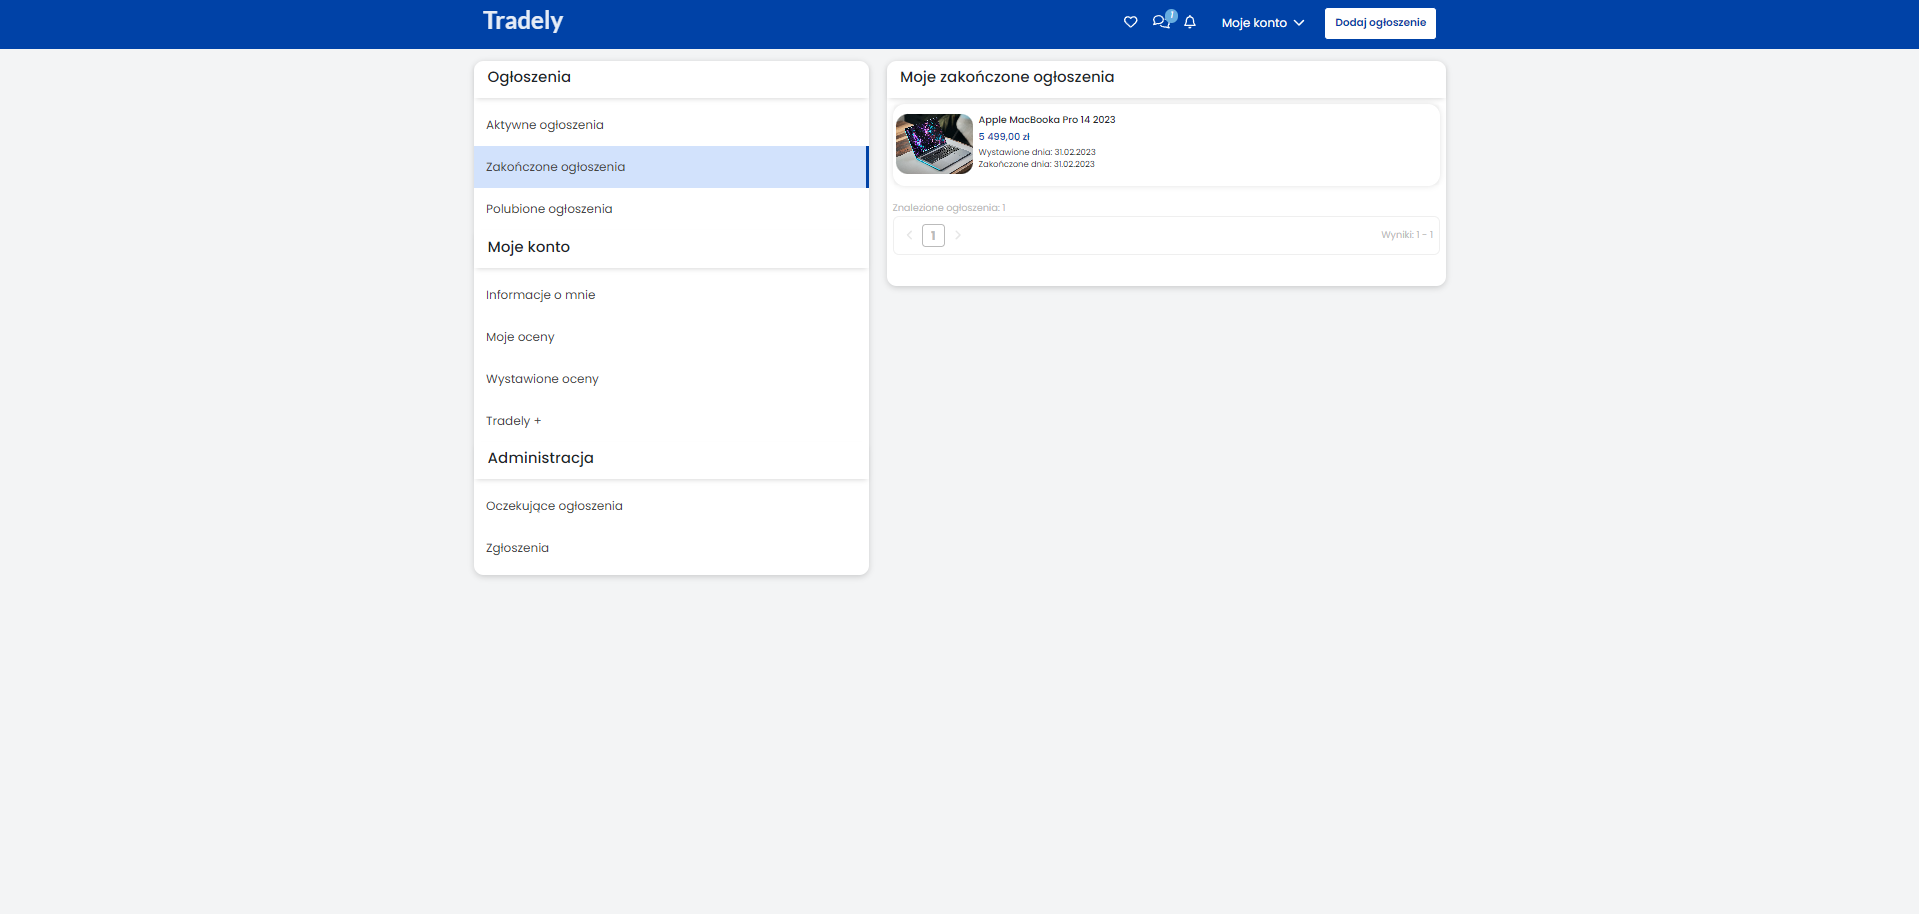 Tradely
1
Moje konto
Dodaj ogłoszenie
Ogłoszenia
Aktywne ogłoszenia
Zakończone ogłoszenia
Polubione ogłoszenia
Moje konto
Informacje o mnie
Moje oceny
Wystawione oceny
Tradely +
Administracja
Oczekujące ogłoszenia
Zgłoszenia
Moje zakończone ogłoszenia
Apple MacBooka Pro 14 2023
5 499,00 zł
Wystawione dnia: 31.02.2023
Zakończone dnia: 31.02.2023
Znalezione ogłoszenia: 1
1
Wyniki: 1 - 1